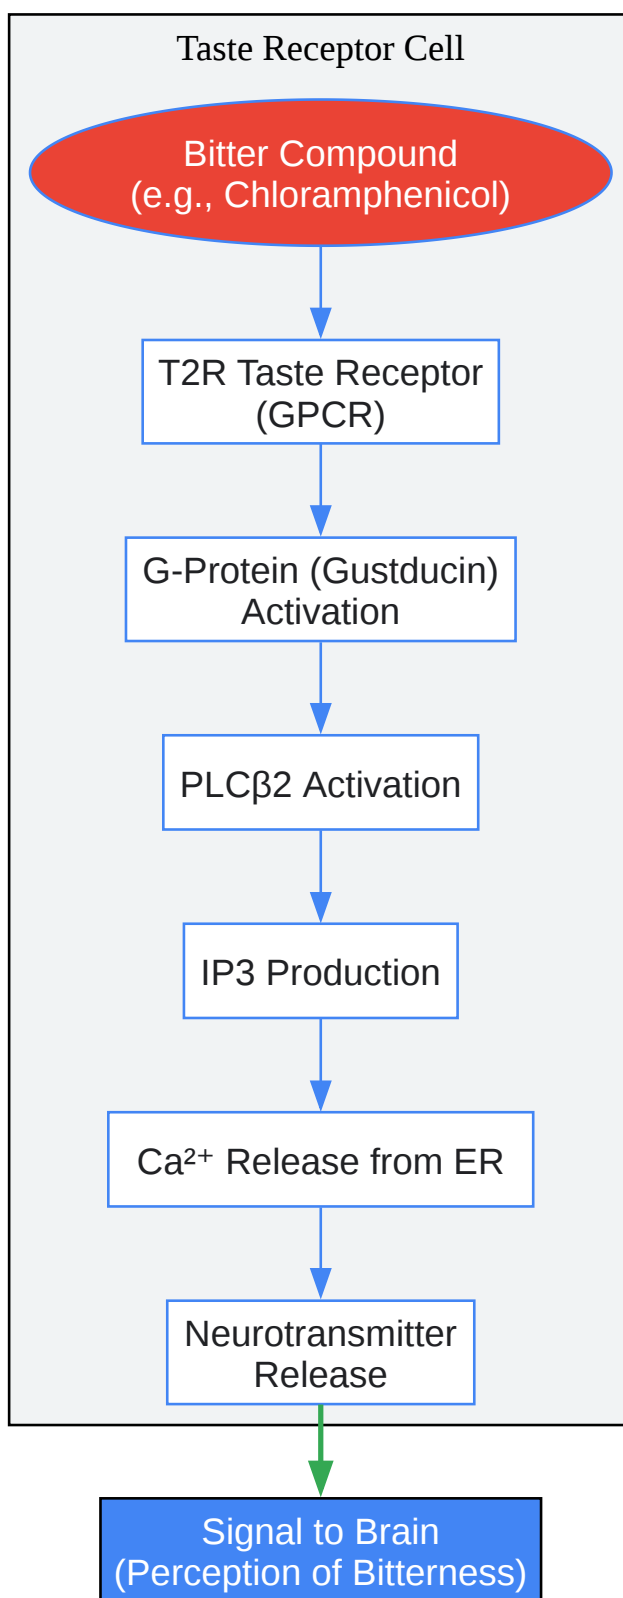 Taste Receptor Cell
Bitter Compound
(e.g., Chloramphenicol)
T2R Taste Receptor
(GPCR)
G-Protein (Gustducin)
Activation
PLCβ2 Activation
IP3 Production
Ca²⁺ Release from ER
Neurotransmitter
Release
Signal to Brain
(Perception of Bitterness)